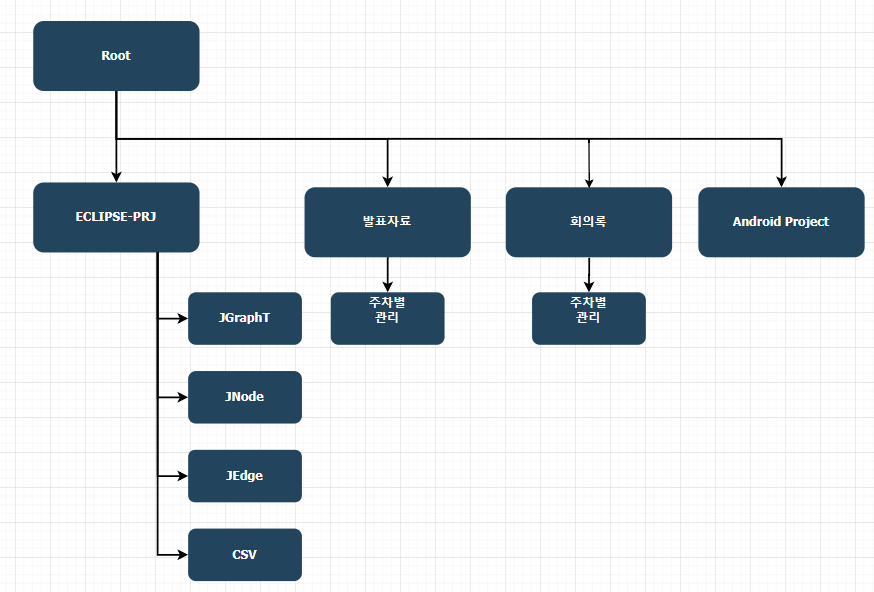 Root
ECLIPSE-PRJ
발표자료
회의록
Android Project
JGraphT
주차별
관리
주차별
관리
JNode
JEdge
CSV